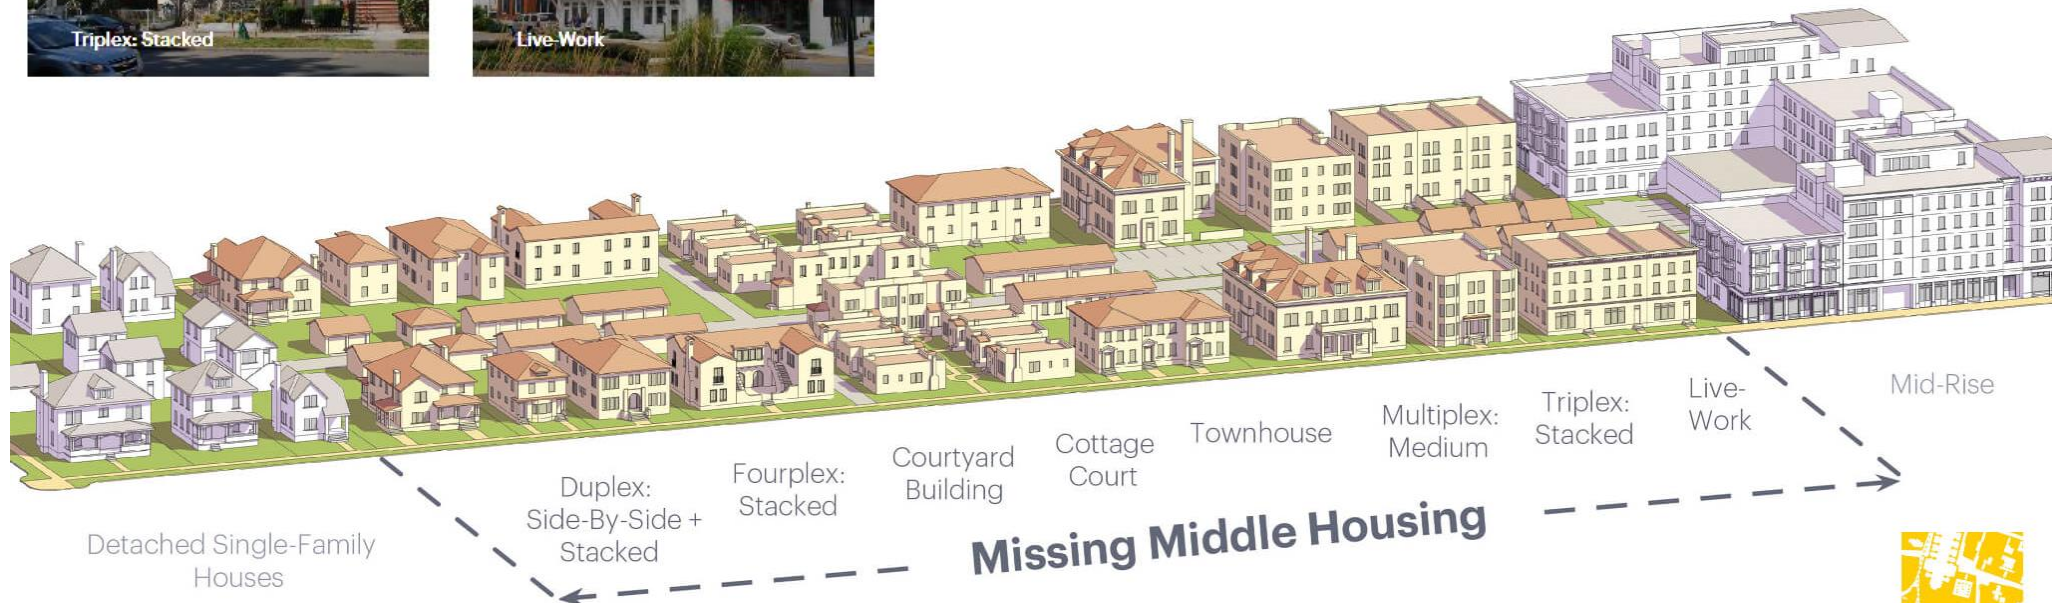 Triplex: Stacked
Live-Work
Detached Single-Family
Houses
Duplex:
Side-By-Side +
Stacked
Fourplex:
Stacked
Courtyard
Building
Cottage
Court
Townhouse
Multiplex:
Medium
Triplex:
Stacked
Live-
Work
Mid-Rise
Missing Middle Housing